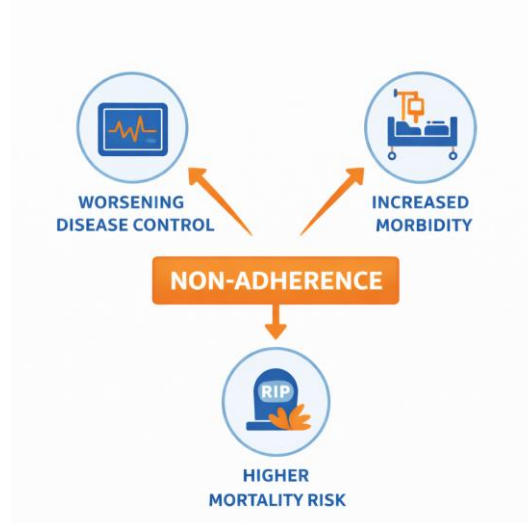 WORSENING
DISEASE CONTROL
INCREASED
MORBIDITY
NON-ADHERENCE
RIP
HIGHER
MORTALITY RISK